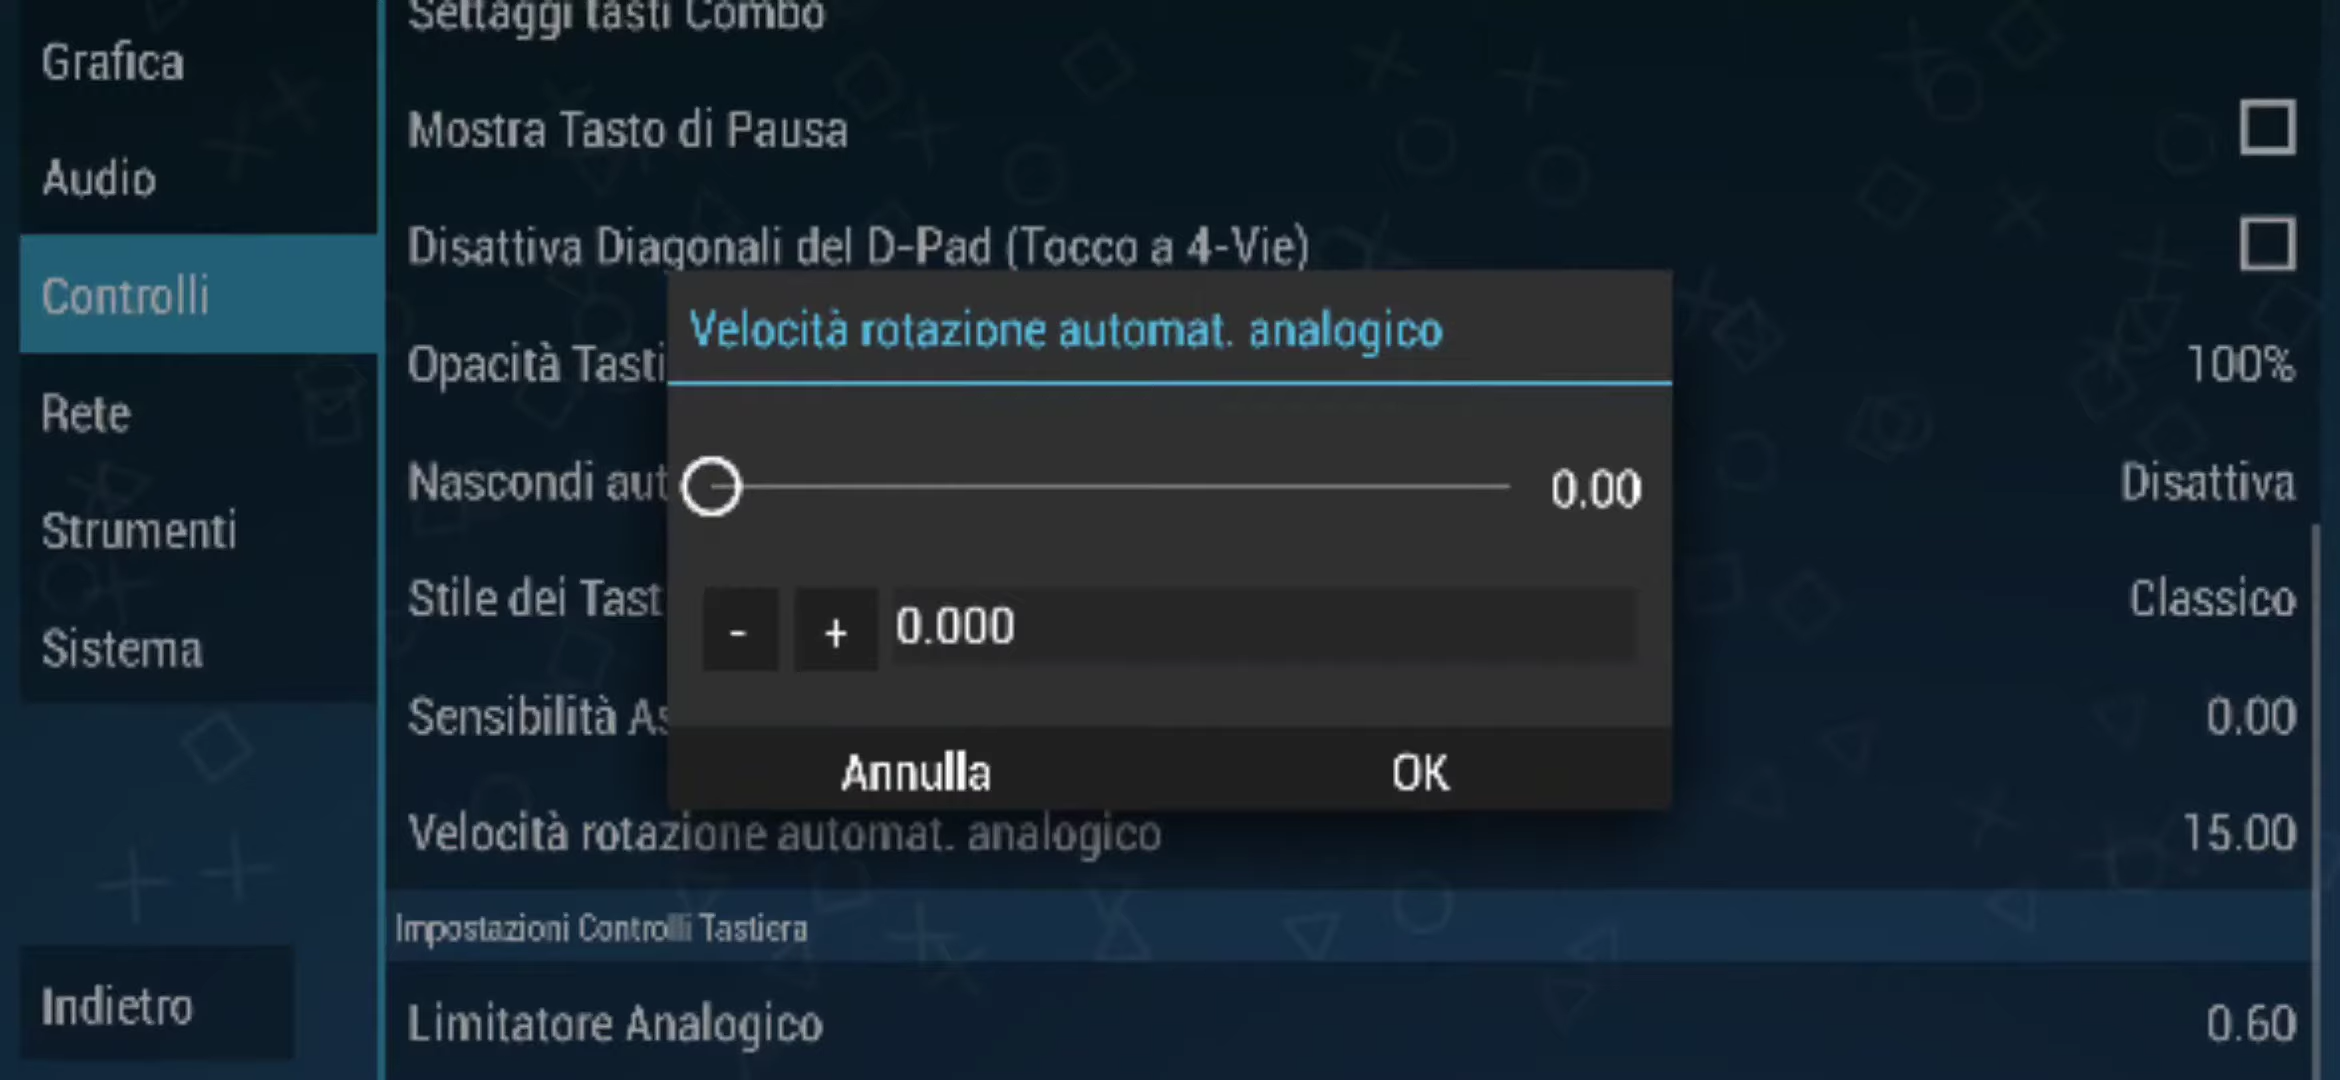 Settaggi tasti Combo
Grafica
Mostra Tasto di Pausa
Audio
Disattiva Diagonali del D-Pad (Tocco a 4-Vie)
Controlli
Velocità rotazione automat. analogico
Opacità Tasti
100%
Rete
Nascondi aut
0.00
Disattiva
Strumenti
Stile dei Tast
- + 0.000
Classico
Sistema
Sensibilità As
0.00
Annulla OK
Velocità rotazione automat. analogico
15.00
Impostazioni Controlli Tastiera
Indietro
Limitatore Analogico
0.60